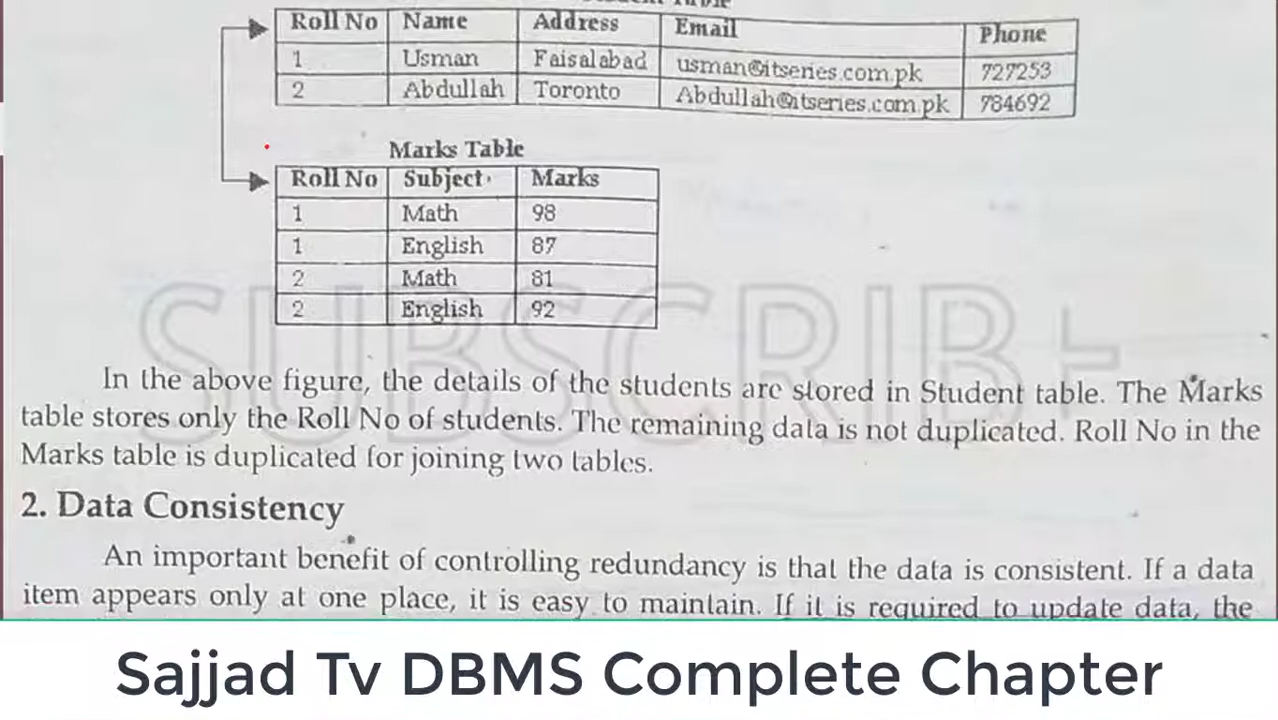 Student Table
Roll No Name Address Email Phone
1 Usman Faisalabad usman@itseries.com.pk 727253
2 Abdullah Toronto Abdullah@itseries.com.pk 784692
Marks Table
Roll No Subject Marks
1 Math 98
1 English 87
2 Math 81
2 English 92
SUBSCRIBE
In the above figure, the details of the students are stored in Student table. The Marks
table stores only the Roll No of students. The remaining data is not duplicated. Roll No in the
Marks table is duplicated for joining two tables.
2. Data Consistency
An important benefit of controlling redundancy is that the data is consistent. If a data
item appears only at one place, it is easy to maintain. If it is required to update data, the
Sajjad Tv DBMS Complete Chapter